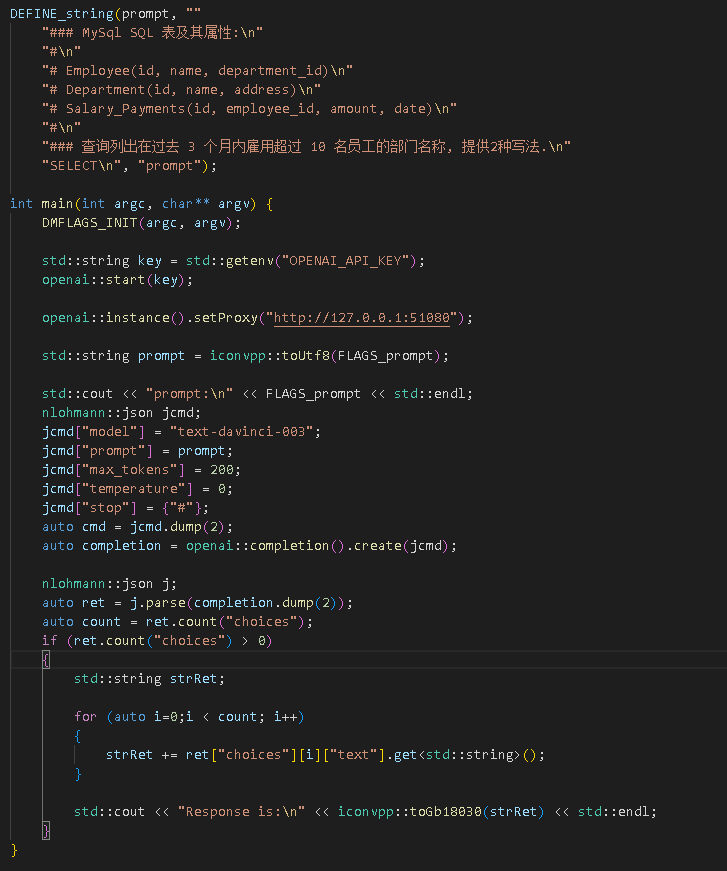 DEFINE_string(prompt, ""
    "### MySql SQL 表及其属性:\n"
    "#\n"
    "# Employee(id, name, department_id)\n"
    "# Department(id, name, address)\n"
    "# Salary_Payments(id, employee_id, amount, date)\n"
    "#\n"
    "### 查询列出在过去 3 个月内雇用超过 10 名员工的部门名称, 提供2种写法.\n"
    "SELECT\n", "prompt");

int main(int argc, char** argv) {
    DMFLAGS_INIT(argc, argv);

    std::string key = std::getenv("OPENAI_API_KEY");
    openai::start(key);

    openai::instance().setProxy("http://127.0.0.1:51080");

    std::string prompt = iconvpp::toUtf8(FLAGS_prompt);

    std::cout << "prompt:\n" << FLAGS_prompt << std::endl;
    nlohmann::json jcmd;
    jcmd["model"] = "text-davinci-003";
    jcmd["prompt"] = prompt;
    jcmd["max_tokens"] = 200;
    jcmd["temperature"] = 0;
    jcmd["stop"] = {"#"};
    auto cmd = jcmd.dump(2);
    auto completion = openai::completion().create(jcmd);

    nlohmann::json j;
    auto ret = j.parse(completion.dump(2));
    auto count = ret.count("choices");
    if (ret.count("choices") > 0)
    {
        std::string strRet;

        for (auto i=0;i < count; i++)
        {
            strRet += ret["choices"][i]["text"].get<std::string>();
        }

        std::cout << "Response is:\n" << iconvpp::toGb18030(strRet) << std::endl;
    }
}